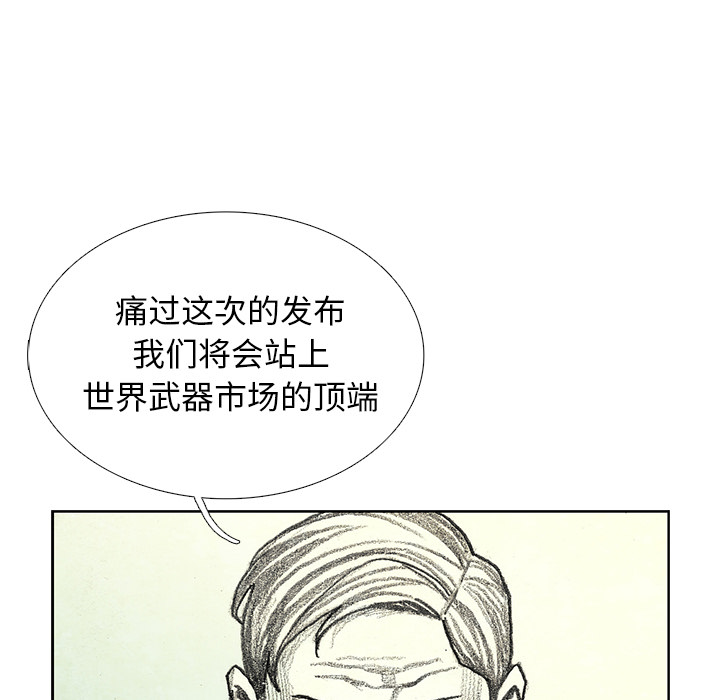 痛过这次的发布
我们将会站上
世界武器市场的顶端